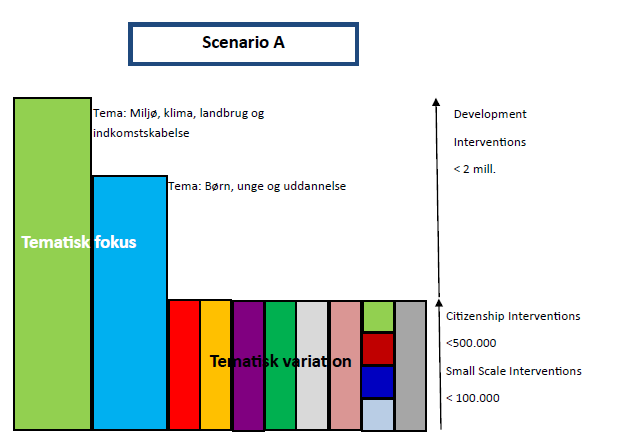 Scenario A
Tema: Miljø, klima, landbrug og
indkomstskabelse
Tema: Børn, unge og uddannelse
Tematisk fokus
Tematisk variation
Development
Interventions
< 2 mill.
Citizenship Interventions
<500.000
Small Scale Interventions
< 100.000